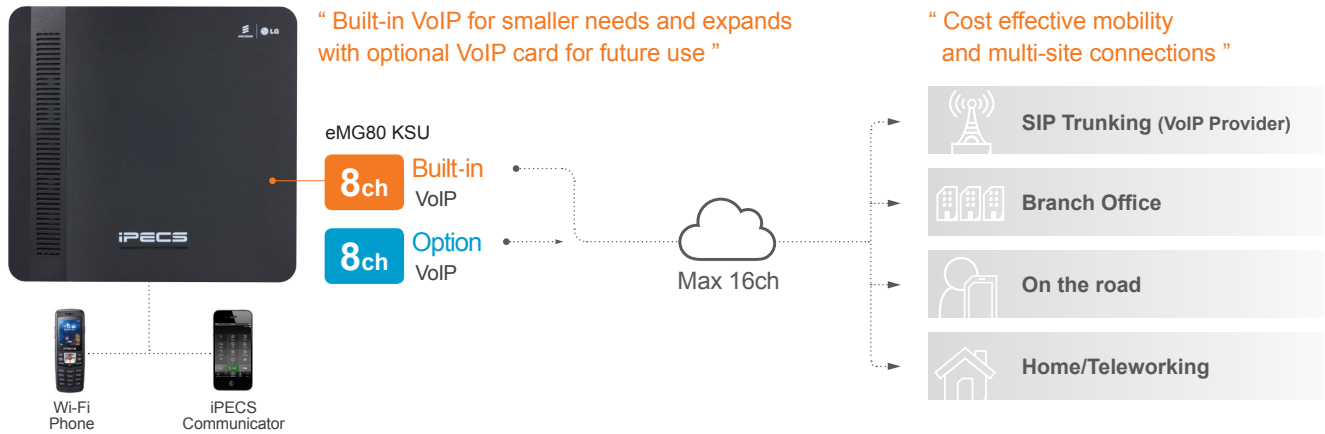 “ Built-in VoIP for smaller needs and expands
with optional VoIP card for future use ”
“ Cost effective mobility
and multi-site connections ”
LG
iPECS
eMG80 KSU
8ch
Built-in
VoIP
8ch
Option
VoIP
Max 16ch
SIP Trunking (VoIP Provider)
Branch Office
On the road
Home/Teleworking
Wi-Fi
Phone
iPECS
Communicator